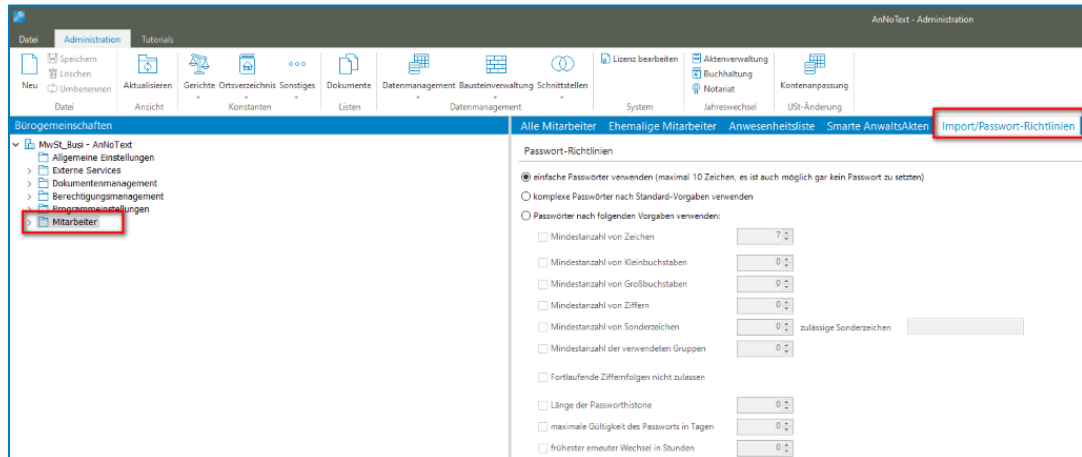 AnNoText - Administration
Datei Administration Tutorials
Neu
Speichern
Löschen
Umbenennen
Aktualisieren
Gerichte Ortsverzeichnis Sonstiges
Dokumente
Datenmanagement Bausteinverwaltung Schnittstellen
Lizenz bearbeiten
Aktenverwaltung
Buchhaltung
Notariat
Kontenanpassung
Datei Ansicht Konstanten Listen Datenmanagement System Jahreswechsel USt-Änderung
Bürogemeinschaften
MwSt_Busi - AnNoText
Allgemeine Einstellungen
Externe Services
Dokumentenmanagement
Berechtigungsmanagement
Programmeinstellungen
Mitarbeiter
Alle Mitarbeiter Ehemalige Mitarbeiter Anwesenheitsliste Smarte AnwaltsAkten Import/Passwort-Richtlinien
Passwort-Richtlinien
einfache Passwörter verwenden (maximal 10 Zeichen, es ist auch möglich gar kein Passwort zu setzten)
komplexe Passwörter nach Standard-Vorgaben verwenden
Passwörter nach folgenden Vorgaben verwenden:
Mindestanzahl von Zeichen 7
Mindestanzahl von Kleinbuchstaben 0
Mindestanzahl von Großbuchstaben 0
Mindestanzahl von Ziffern 0
Mindestanzahl von Sonderzeichen 0 zulässige Sonderzeichen
Mindestanzahl der verwendeten Gruppen 0
Fortlaufende Ziffernfolgen nicht zulassen
Länge der Passworthistorie 0
maximale Gültigkeit des Passworts in Tagen 0
frühester erneuter Wechsel in Stunden 0